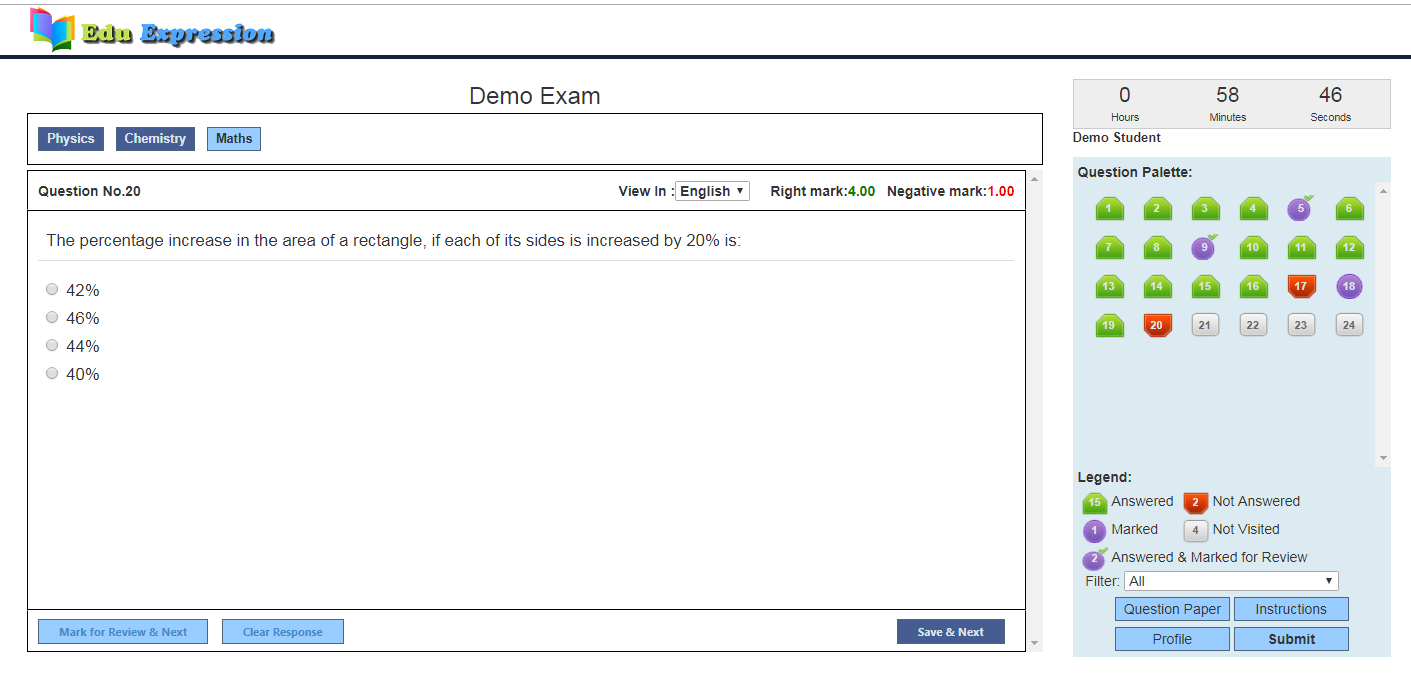 Edu Expression
Demo Exam
Physics Chemistry Maths
Question No.20 View In : English Right mark:4.00 Negative mark:1.00
The percentage increase in the area of a rectangle, if each of its sides is increased by 20% is:
42%
46%
44%
40%
Mark for Review & Next Clear Response Save & Next
0 58 46
Hours Minutes Seconds
Demo Student
Question Palette:
1 2 3 4 5 6
7 8 9 10 11 12
13 14 15 16 17 18
19 20 21 22 23 24
Legend:
15 Answered 2 Not Answered
1 Marked 4 Not Visited
2 Answered & Marked for Review
Filter: All
Question Paper Instructions
Profile Submit